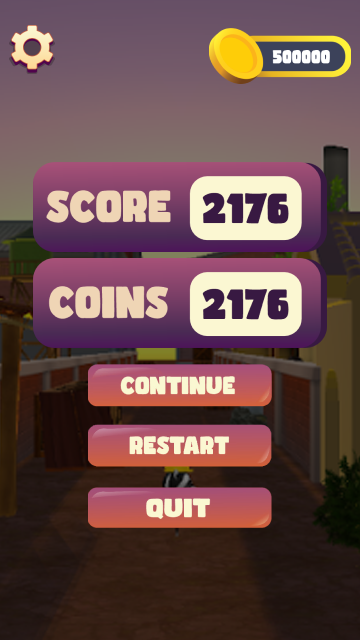 500000
SCORE 2176
COINS 2176
CONTINUE
RESTART
QUIT